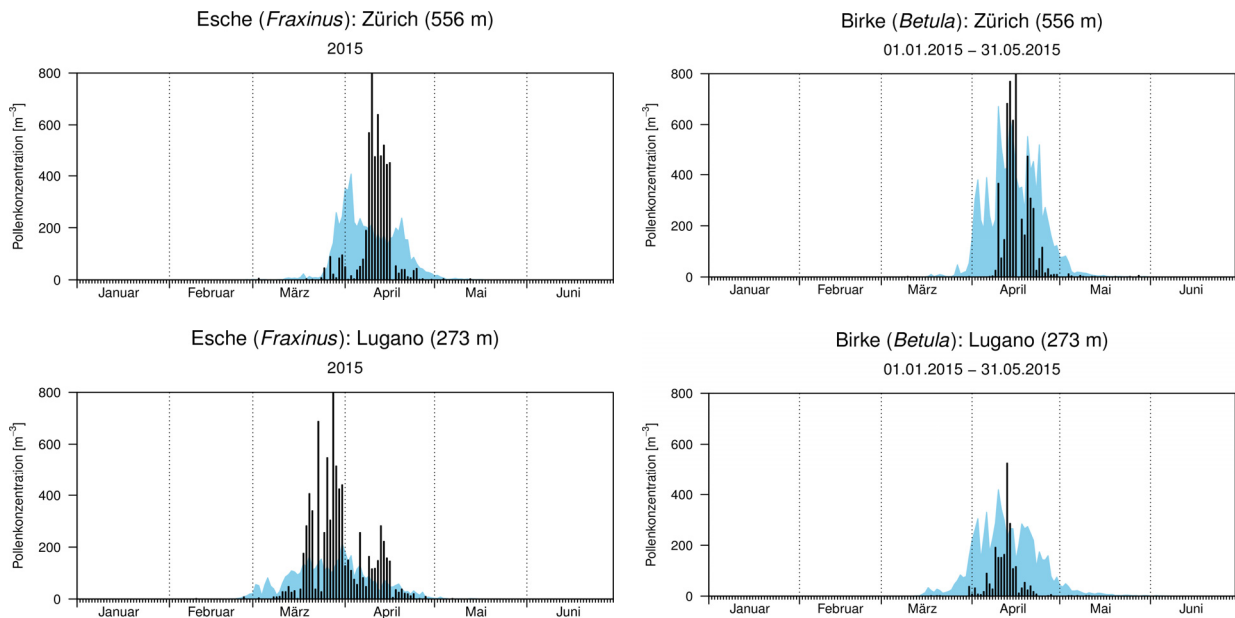 Esche (Fraxinus): Zürich (556 m)
2015
Pollenkonzentration [m⁻³]
800
600
400
200
0
Januar Februar März April Mai Juni
Birke (Betula): Zürich (556 m)
01.01.2015 – 31.05.2015
Pollenkonzentration [m⁻³]
800
600
400
200
0
Januar Februar März April Mai Juni
Esche (Fraxinus): Lugano (273 m)
2015
Pollenkonzentration [m⁻³]
800
600
400
200
0
Januar Februar März April Mai Juni
Birke (Betula): Lugano (273 m)
01.01.2015 – 31.05.2015
Pollenkonzentration [m⁻³]
800
600
400
200
0
Januar Februar März April Mai Juni